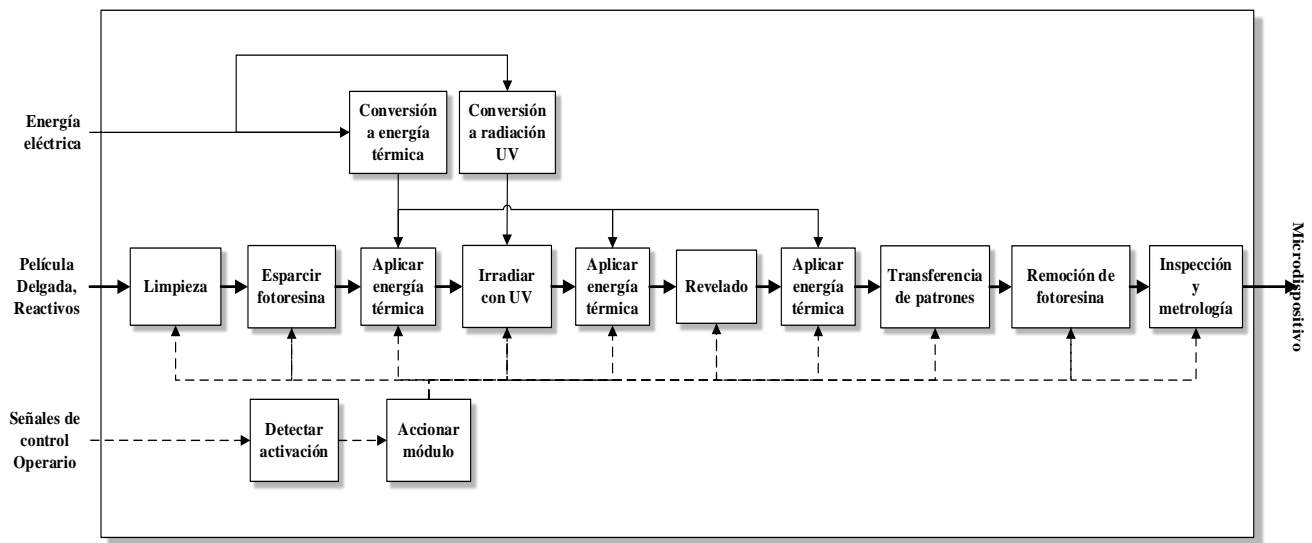 Energía
eléctrica
Conversión
a energía
térmica
Conversión
a radiación
UV
Película
Delgada,
Reactivos
Limpieza
Esparcir
fotoresina
Aplicar
energía
térmica
Irradiar
con UV
Aplicar
energía
térmica
Revelado
Aplicar
energía
térmica
Transferencia
de patrones
Remoción de
fotoresina
Inspección
y
metrología
Microdispositivo
Señales de
control
Operario
Detectar
activación
Accionar
módulo